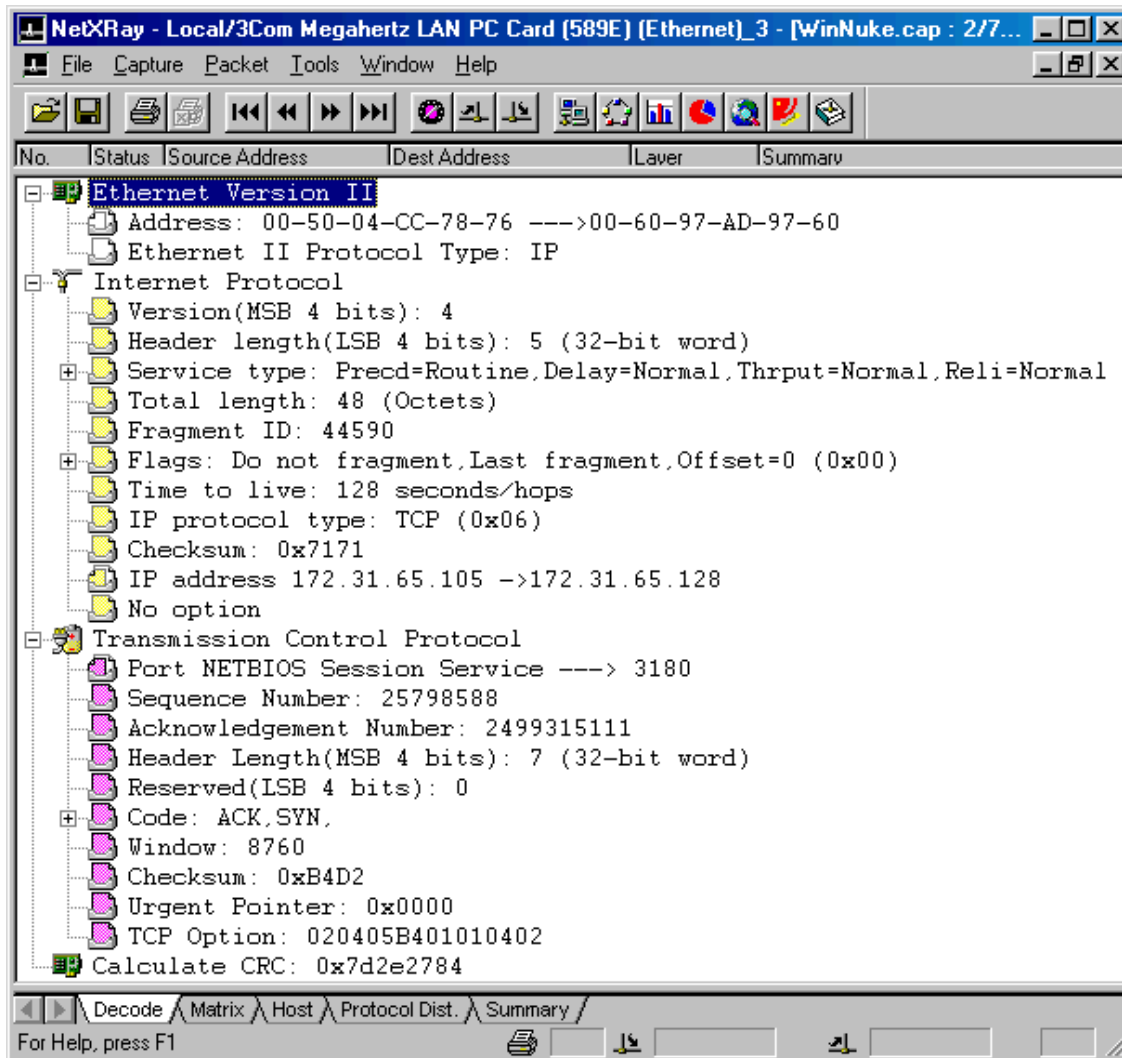 NetXRay - Local/3Com Megahertz LAN PC Card (589E) (Ethernet)_3 - [WinNuke.cap : 2/7...
File Capture Packet Tools Window Help
No. Status Source Address Dest Address Layer Summary
Ethernet Version II
Address: 00-50-04-CC-78-76 --->00-60-97-AD-97-60
Ethernet II Protocol Type: IP
Internet Protocol
Version(MSB 4 bits): 4
Header length(LSB 4 bits): 5 (32-bit word)
Service type: Precd=Routine,Delay=Normal,Thrput=Normal,Reli=Normal
Total length: 48 (Octets)
Fragment ID: 44590
Flags: Do not fragment,Last fragment,Offset=0 (0x00)
Time to live: 128 seconds/hops
IP protocol type: TCP (0x06)
Checksum: 0x7171
IP address 172.31.65.105 ->172.31.65.128
No option
Transmission Control Protocol
Port NETBIOS Session Service ---> 3180
Sequence Number: 25798588
Acknowledgement Number: 2499315111
Header Length(MSB 4 bits): 7 (32-bit word)
Reserved(LSB 4 bits): 0
Code: ACK,SYN,
Window: 8760
Checksum: 0xB4D2
Urgent Pointer: 0x0000
TCP Option: 020405B401010402
Calculate CRC: 0x7d2e2784
Decode Matrix Host Protocol Dist. Summary
For Help, press F1